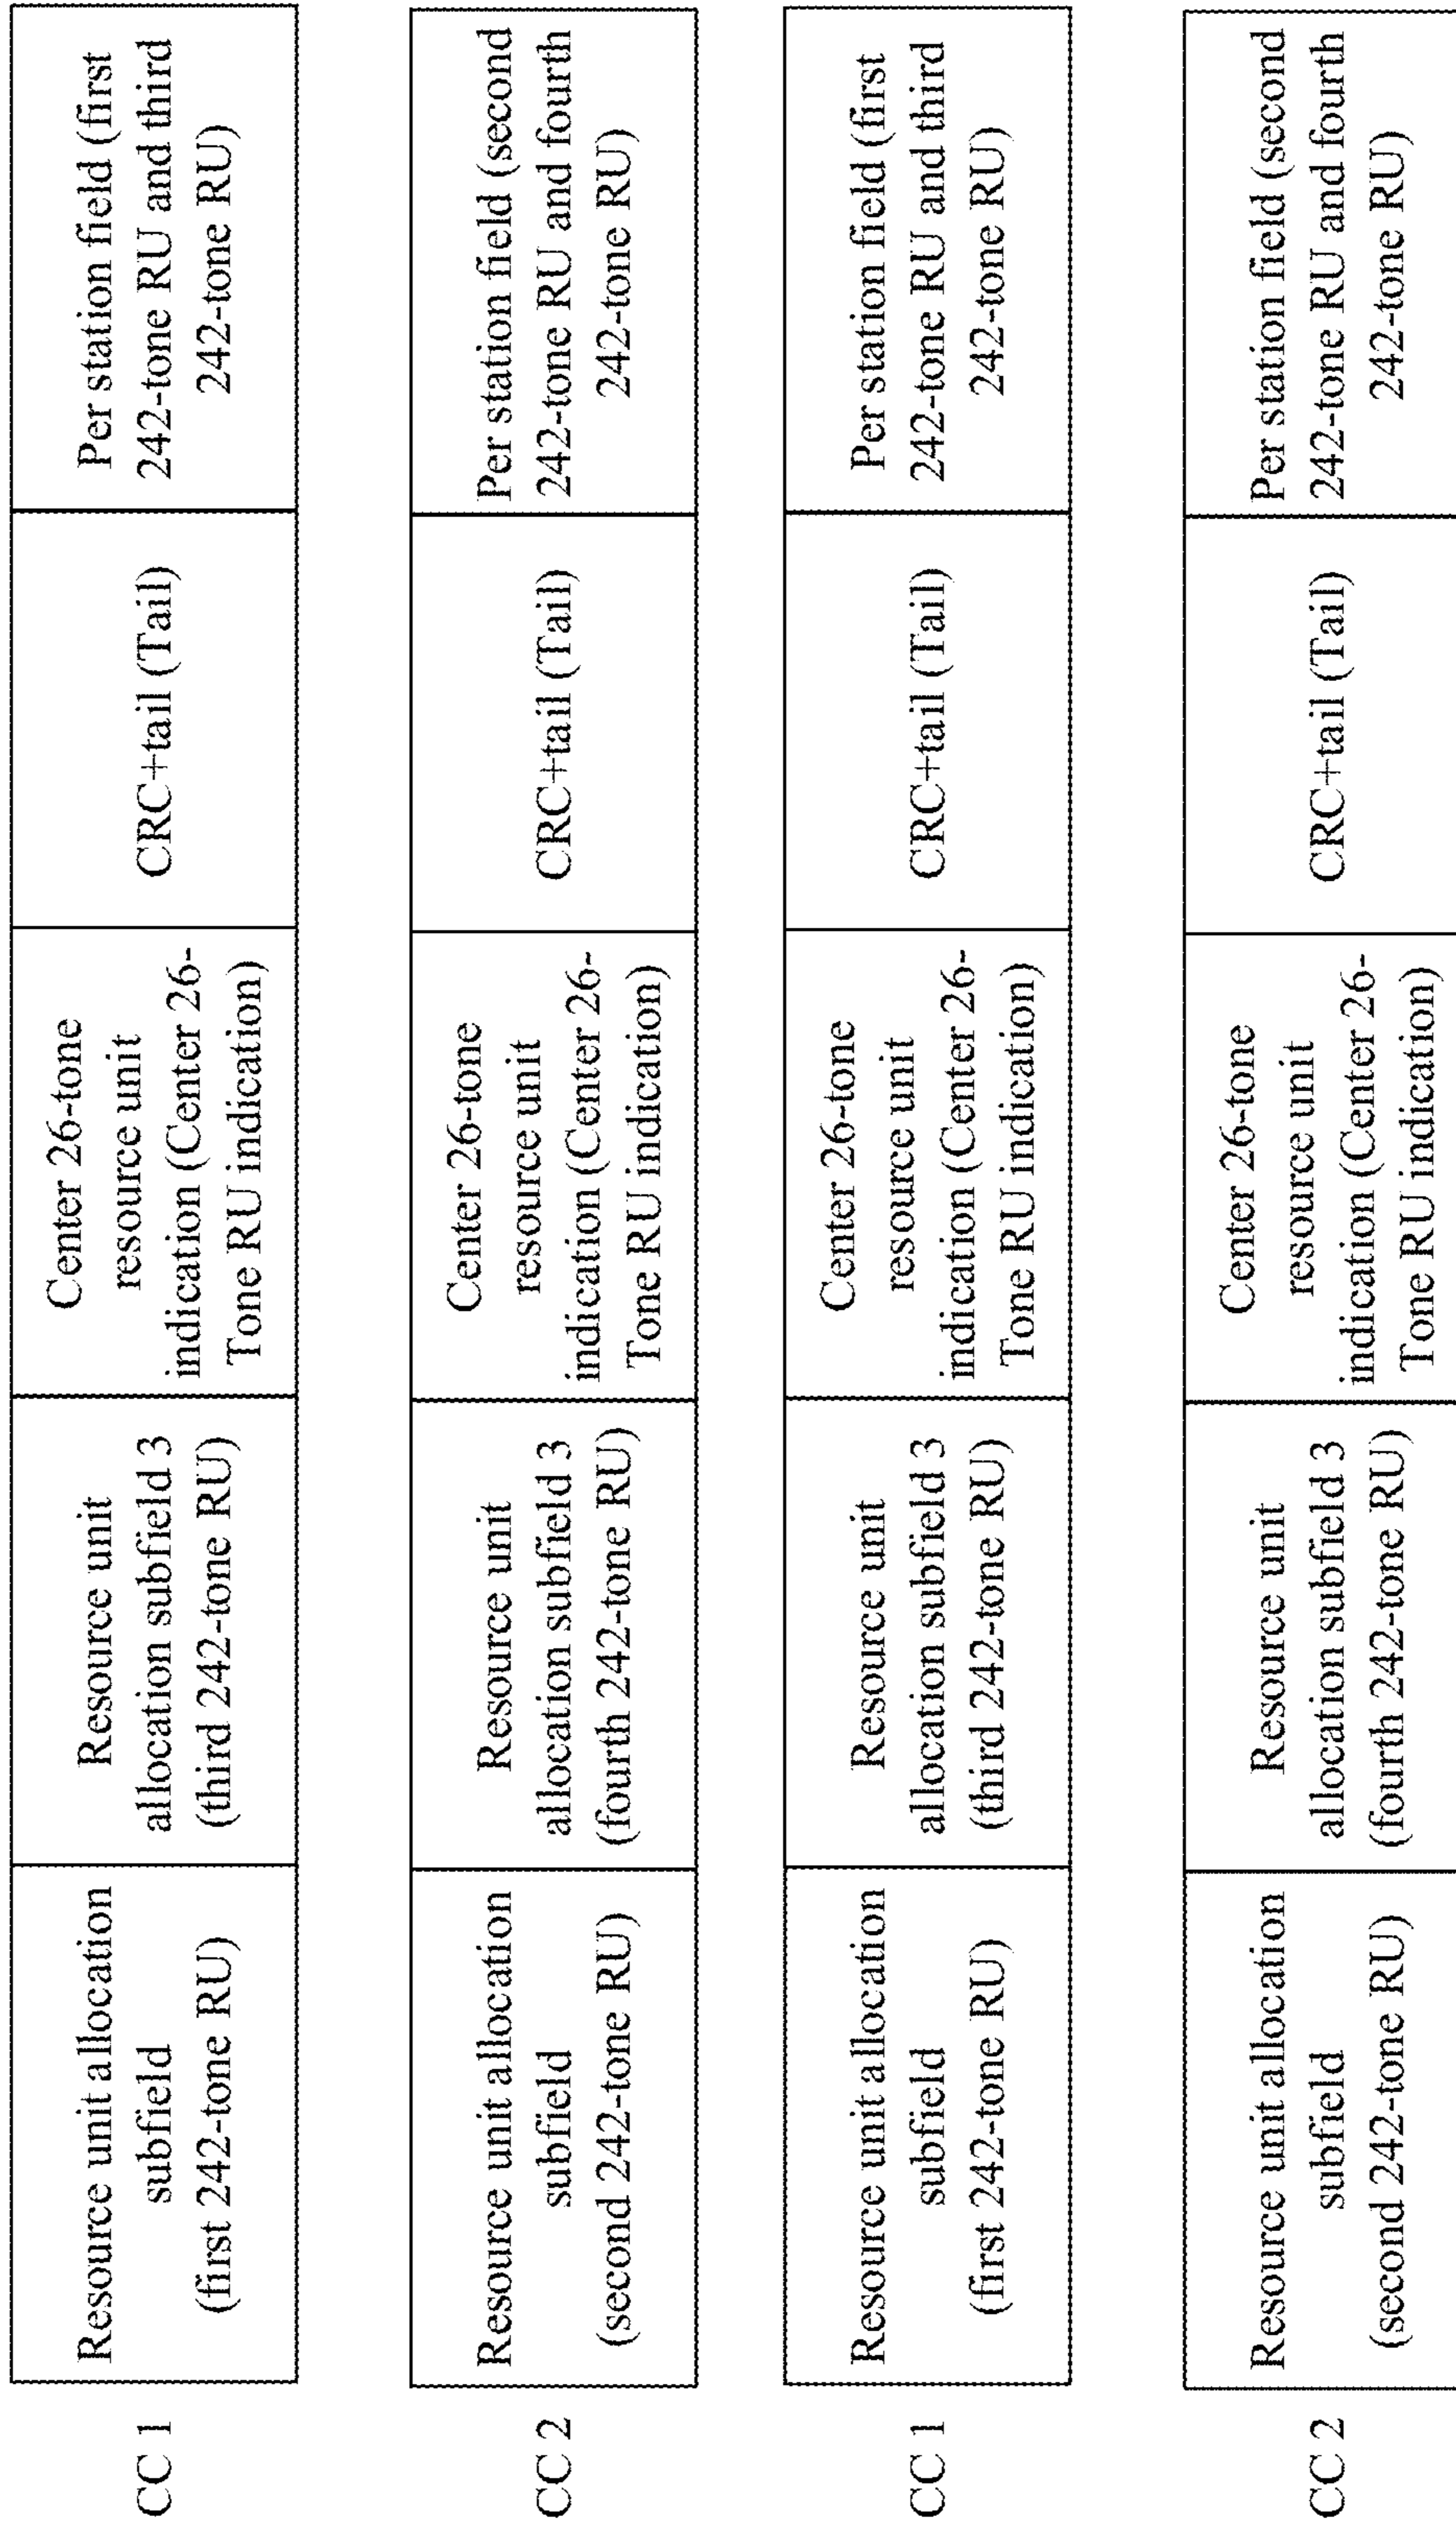 CC 1
Resource unit allocation
subfield
(first 242-tone RU)
Resource unit
allocation subfield 3
(third 242-tone RU)
Center 26-tone
resource unit
indication (Center 26-
Tone RU indication)
CRC+tail (Tail)
Per station field (first
242-tone RU and third
242-tone RU)
CC 2
Resource unit allocation
subfield
(second 242-tone RU)
Resource unit
allocation subfield 3
(fourth 242-tone RU)
Center 26-tone
resource unit
indication (Center 26-
Tone RU indication)
CRC+tail (Tail)
Per station field (second
242-tone RU and fourth
242-tone RU)
CC 1
Resource unit allocation
subfield
(first 242-tone RU)
Resource unit
allocation subfield 3
(third 242-tone RU)
Center 26-tone
resource unit
indication (Center 26-
Tone RU indication)
CRC+tail (Tail)
Per station field (first
242-tone RU and third
242-tone RU)
CC 2
Resource unit allocation
subfield
(second 242-tone RU)
Resource unit
allocation subfield 3
(fourth 242-tone RU)
Center 26-tone
resource unit
indication (Center 26-
Tone RU indication)
CRC+tail (Tail)
Per station field (second
242-tone RU and fourth
242-tone RU)